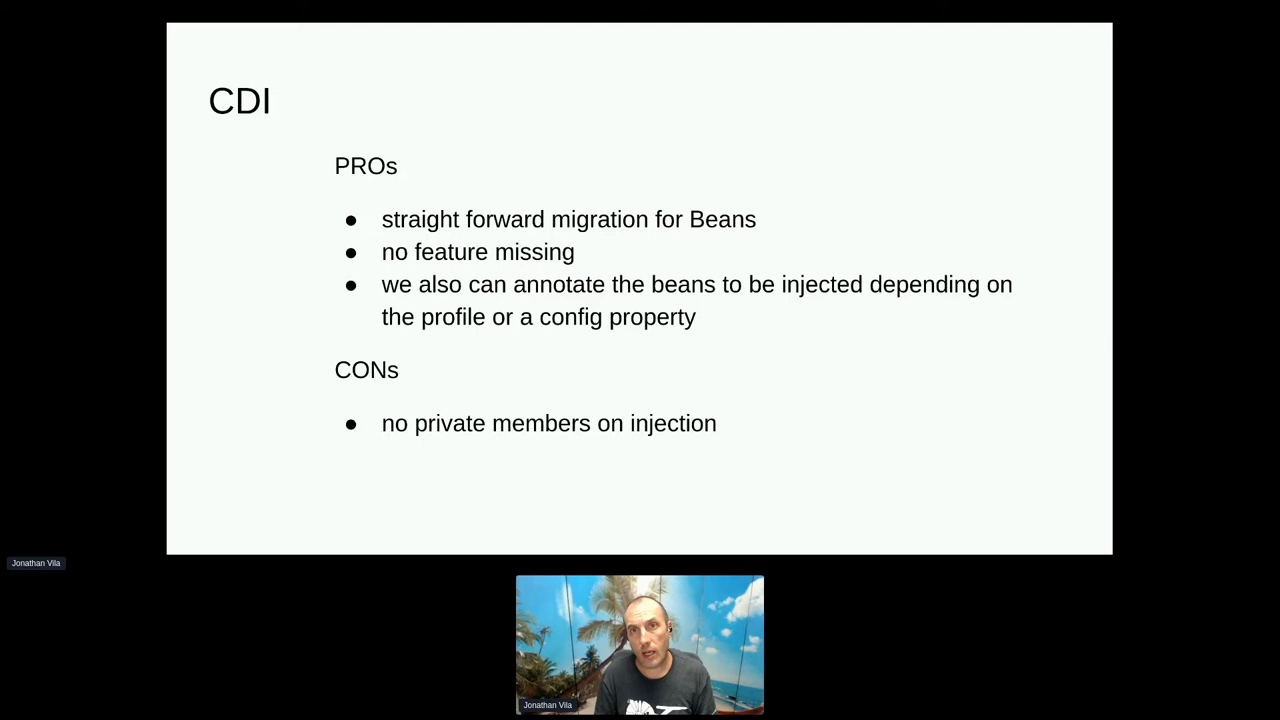 CDI
PROs
● straight forward migration for Beans
● no feature missing
● we also can annotate the beans to be injected depending on
the profile or a config property
CONs
● no private members on injection
Jonathan Vila
Jonathan Vila